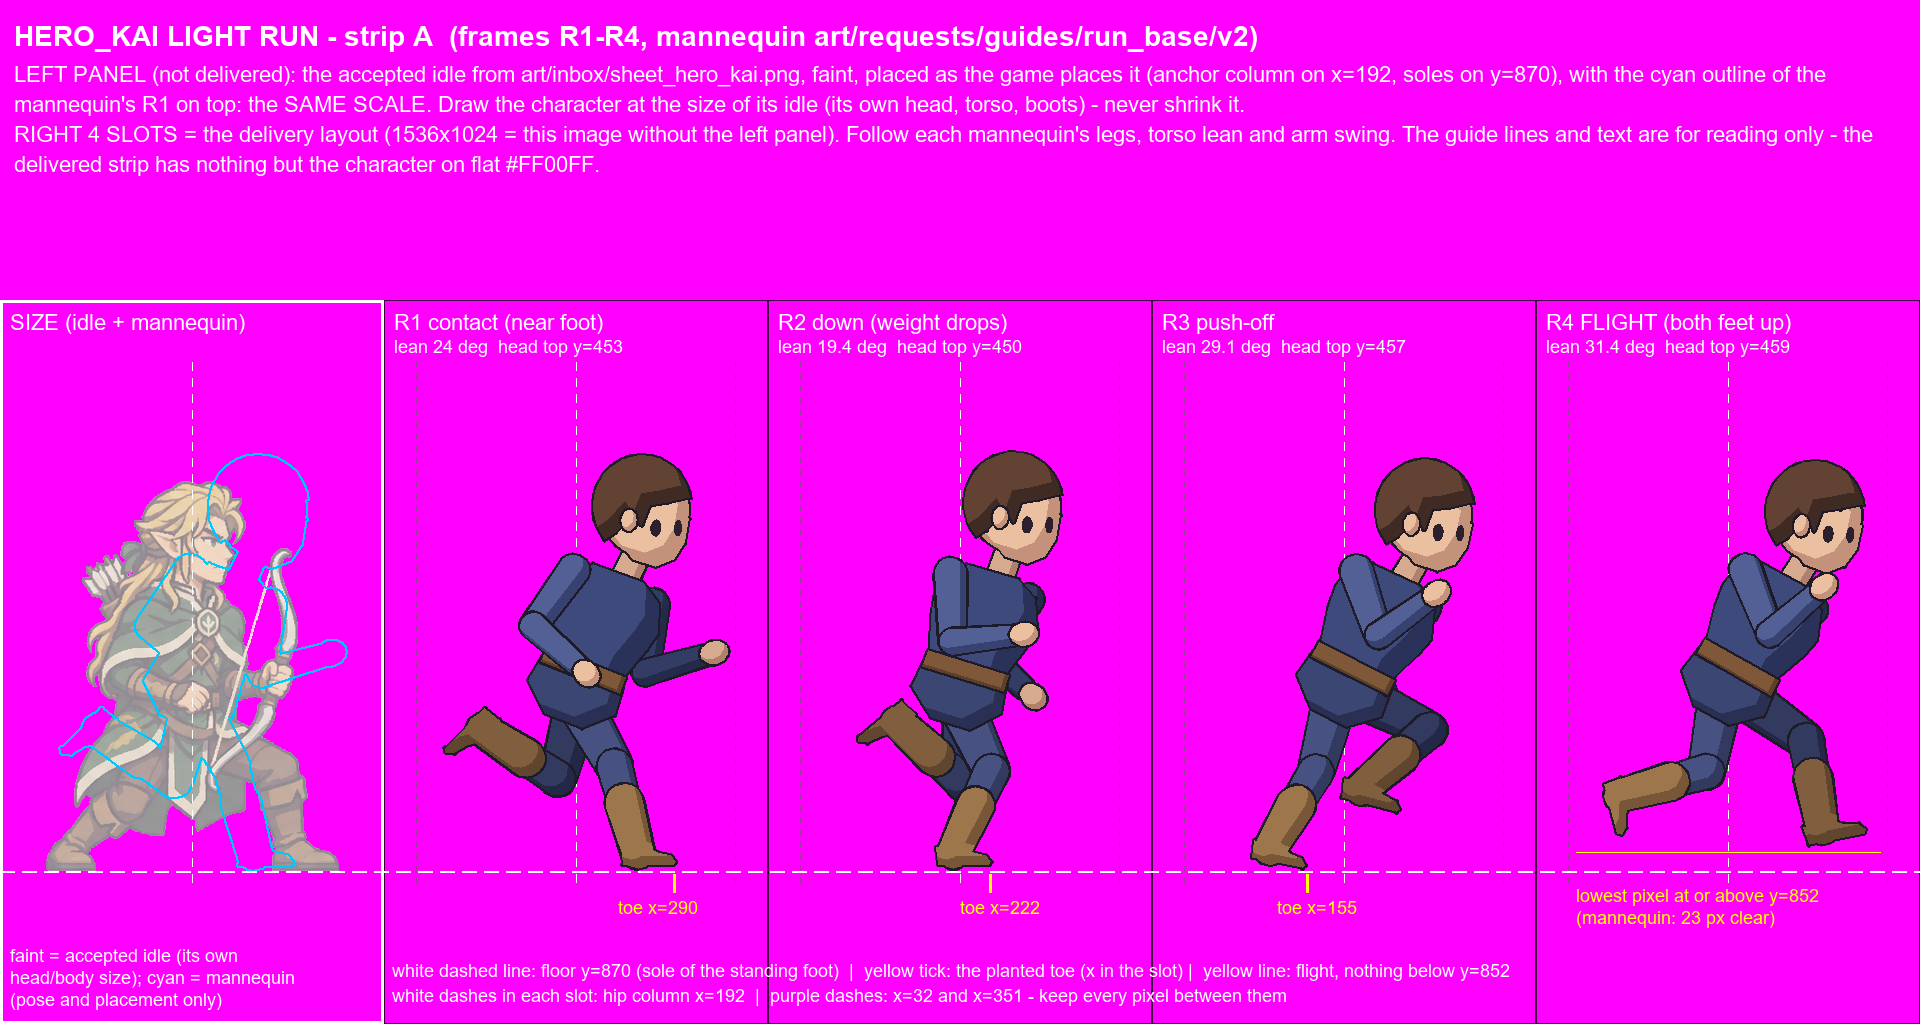 HERO_KAI LIGHT RUN - strip A (frames R1-R4, mannequin art/requests/guides/run_base/v2)
LEFT PANEL (not delivered): the accepted idle from art/inbox/sheet_hero_kai.png, faint, placed as the game places it (anchor column on x=192, soles on y=870), with the cyan outline of the
mannequin's R1 on top: the SAME SCALE. Draw the character at the size of its idle (its own head, torso, boots) - never shrink it.
RIGHT 4 SLOTS = the delivery layout (1536x1024 = this image without the left panel). Follow each mannequin's legs, torso lean and arm swing. The guide lines and text are for reading only - the
delivered strip has nothing but the character on flat #FF00FF.
SIZE (idle + mannequin)
R1 contact (near foot)
lean 24 deg head top y=453
R2 down (weight drops)
lean 19.4 deg head top y=450
R3 push-off
lean 29.1 deg head top y=457
R4 FLIGHT (both feet up)
lean 31.4 deg head top y=459
toe x=290
toe x=222
toe x=155
lowest pixel at or above y=852
(mannequin: 23 px clear)
faint = accepted idle (its own
head/body size); cyan = mannequin
(pose and placement only)
white dashed line: floor y=870 (sole of the standing foot) | yellow tick: the planted toe (x in the slot) | yellow line: flight, nothing below y=852
white dashes in each slot: hip column x=192 | purple dashes: x=32 and x=351 - keep every pixel between them